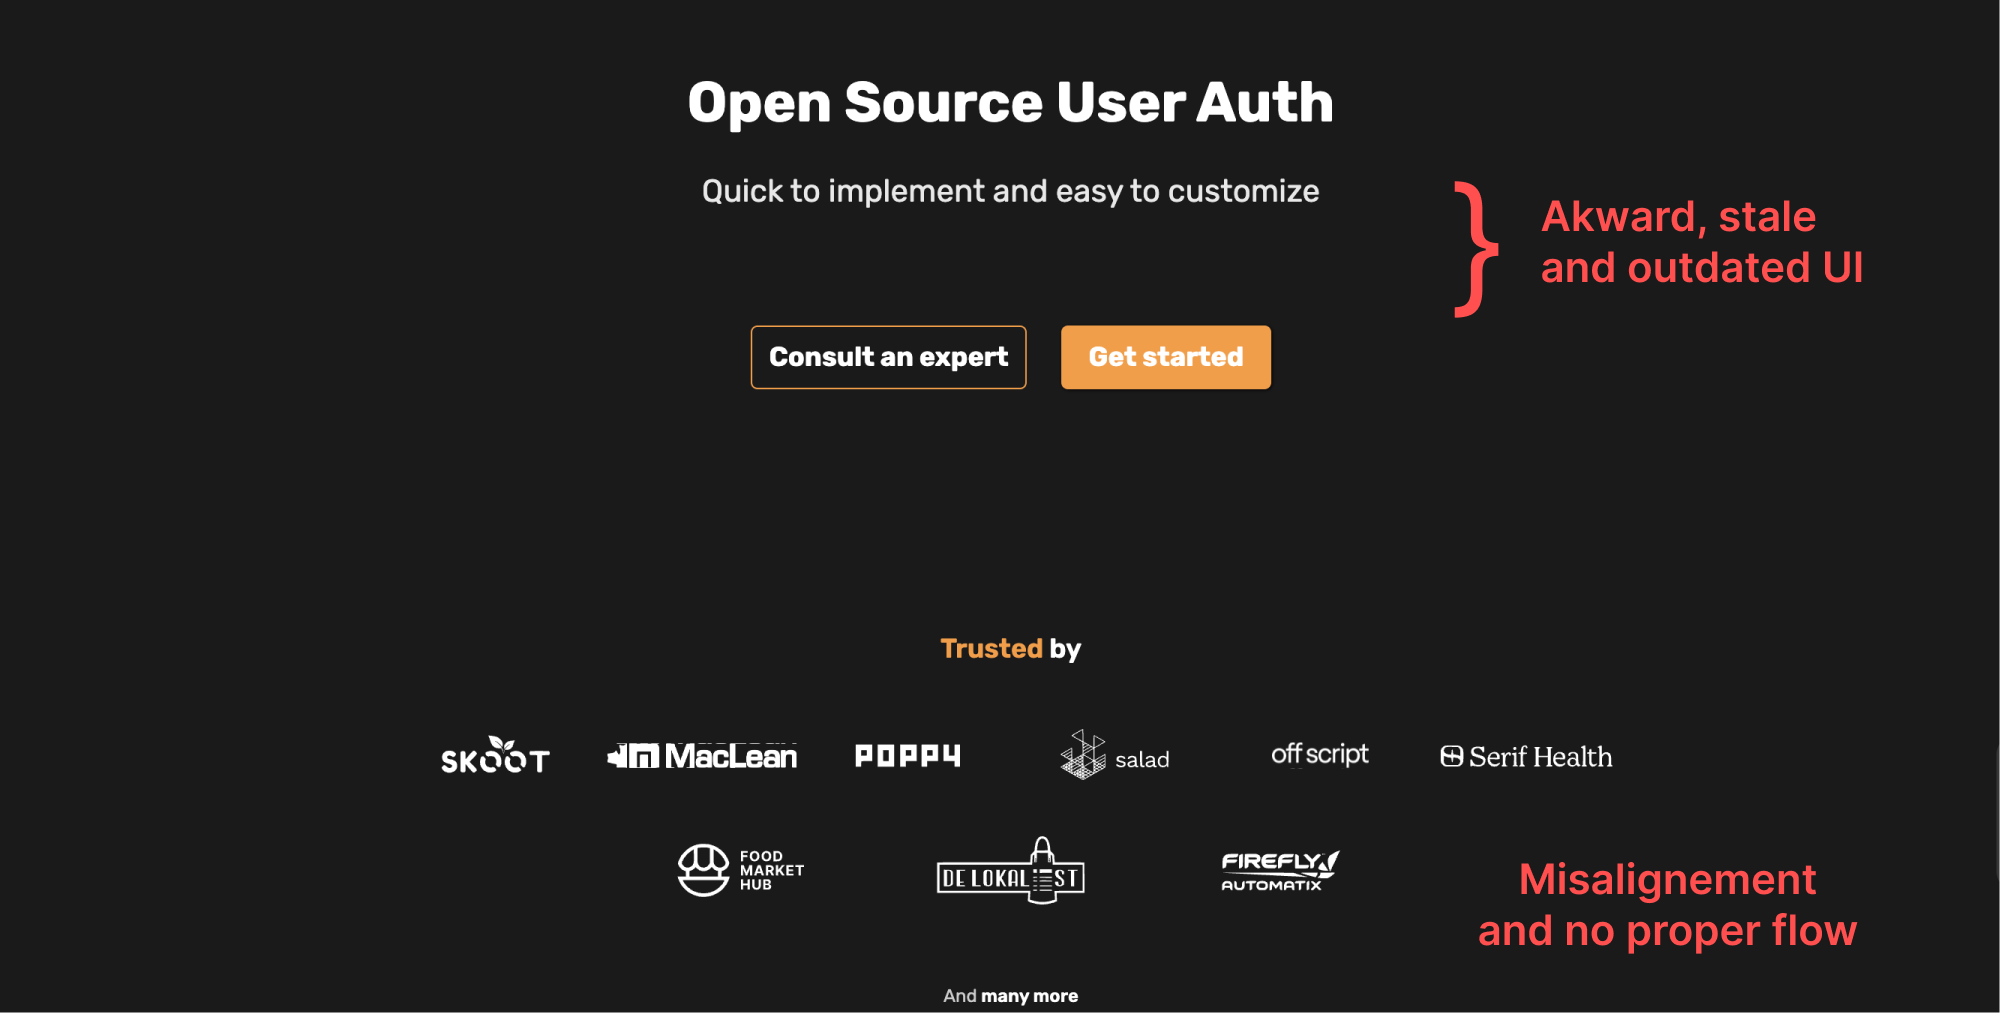 Open Source User Auth
Quick to implement and easy to customize
Akward, stale
and outdated UI
Consult an expert
Get started
Trusted by
SKOOT
MacLean
POPPY
salad
off script
Serif Health
FOOD
MARKET
HUB
DE LOKALIST
FIREFLY
AUTOMATIX
Misalignement
and no proper flow
And many more